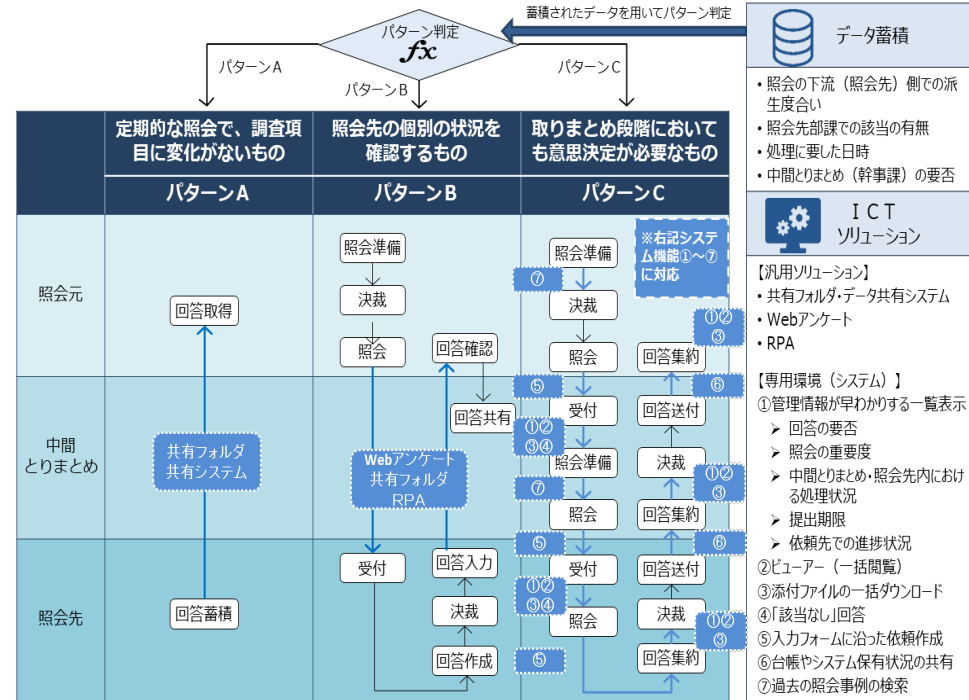 蓄積されたデータを用いてパターン判定
パターン判定
fx
パターンA
パターンB
パターンC
定期的な照会で、調査項
目に変化がないもの
照会先の個別の状況を
確認するもの
取りまとめ段階において
も意思決定が必要なもの
パターンA
パターンB
パターンC
照会元
回答取得
照会準備
決裁
照会
回答確認
回答共有
照会準備
⑦
決裁
照会
※右記システ
ム機能①～⑦
に対応
①②
③
回答集約
中間
とりまとめ
共有フォルダ
共有システム
Webアンケート
共有フォルダ
RPA
⑤
受付
①②
③④
照会準備
⑦
照会
⑥
回答送付
決裁
①②
③
回答集約
照会先
回答蓄積
受付
回答入力
決裁
回答作成
⑤
受付
①②
③④
照会
⑤
⑥
回答送付
決裁
①②
③
回答集約
データ蓄積
・照会の下流（照会先）側での派
生度合い
・照会先部課での該当の有無
・処理に要した日時
・中間とりまとめ（幹事課）の要否
ＩＣＴ
ソリューション
【汎用ソリューション】
・共有フォルダ・データ共有システム
・Webアンケート
・RPA
【専用環境（システム）】
①管理情報が早わかりする一覧表示
➢ 回答の要否
➢ 照会の重要度
➢ 中間とりまとめ・照会先内におけ
る処理状況
➢ 提出期限
➢ 依頼先での進捗状況
②ビューアー（一括閲覧）
③添付ファイルの一括ダウンロード
④「該当なし」回答
⑤入力フォームに沿った依頼作成
⑥台帳やシステム保有状況の共有
⑦過去の照会事例の検索